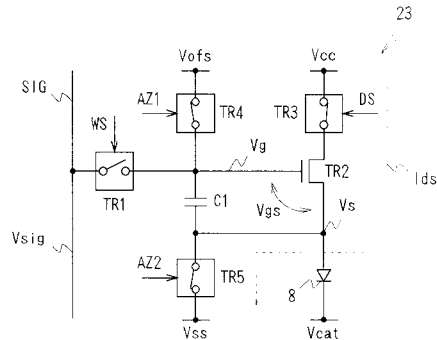 23
Vofs
Vcc
SIG
AZ1
TR4
TR3
DS
WS
Vg
TR2
Ids
TR1
C1
Vgs
Vs
Vsig
AZ2
TR5
8
Vss
Vcat